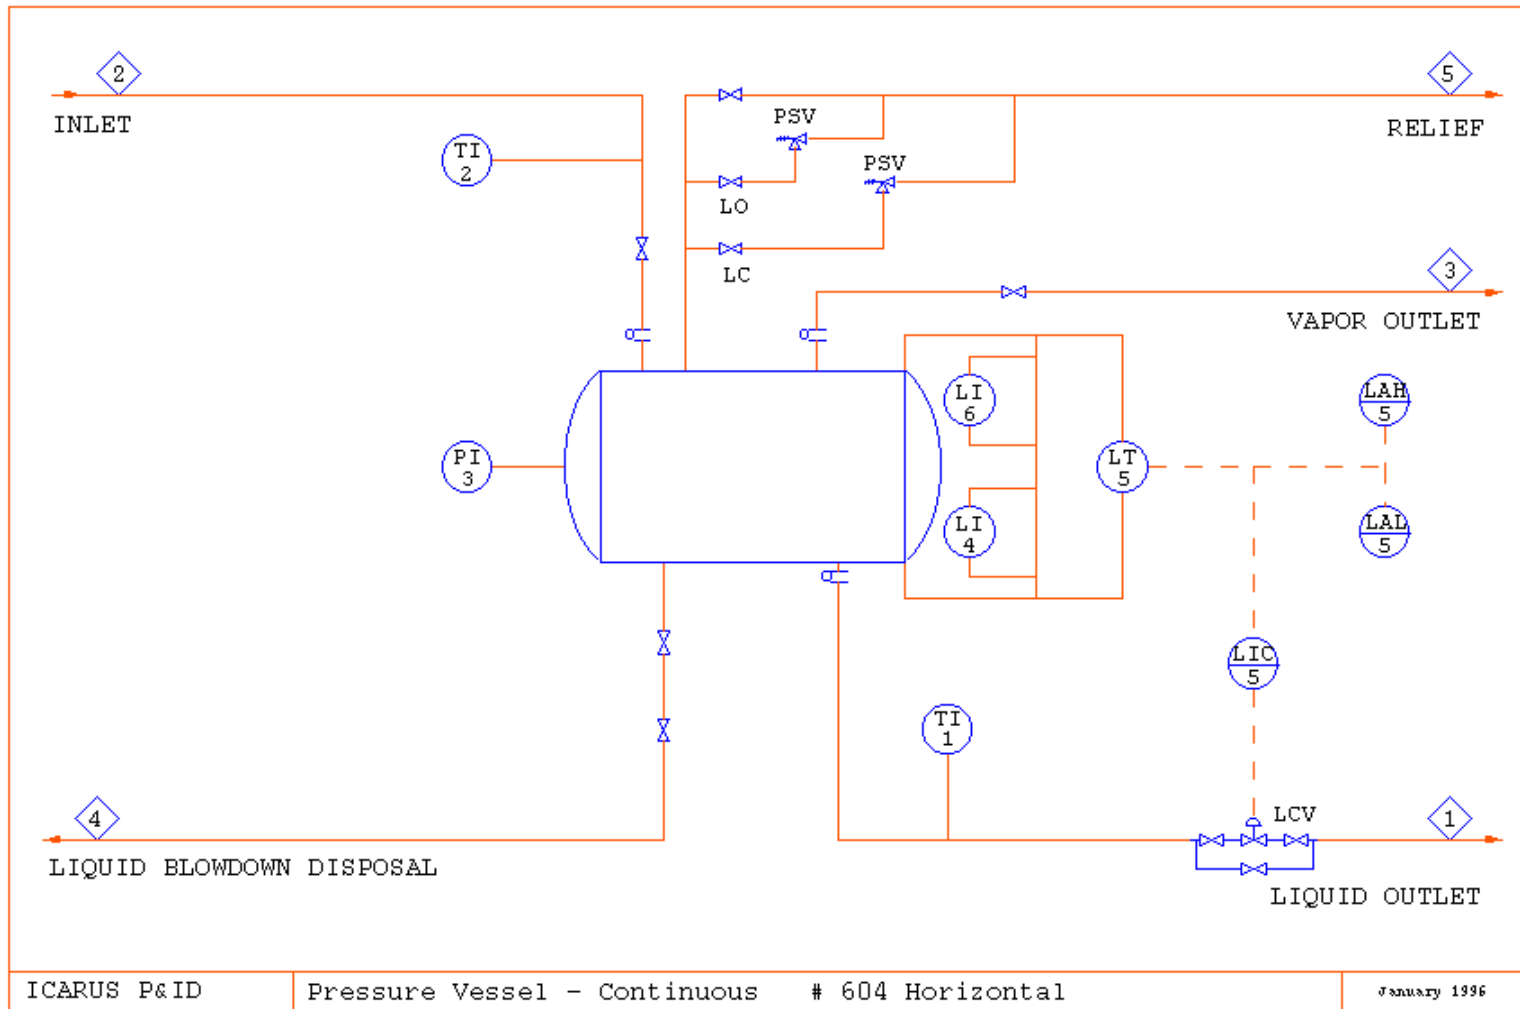 2
5
INLET
PSV
RELIEF
TI
2
PSV
LO
LC
3
VAPOR OUTLET
LI
6
LAH
5
PI
3
LT
5
LI
4
LAL
5
LIC
5
TI
1
4
LCV
1
LIQUID BLOWDOWN DISPOSAL
LIQUID OUTLET
ICARUS P&ID
Pressure Vessel - Continuous # 604 Horizontal
January 1996